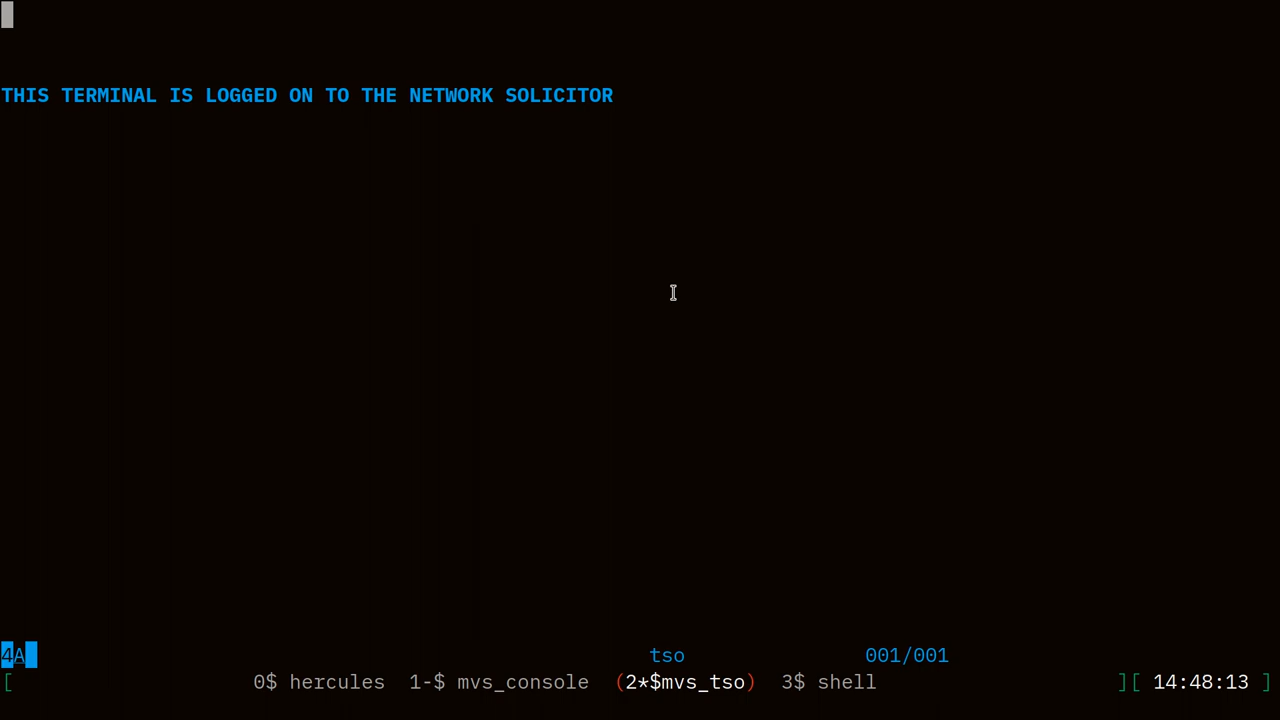 THIS TERMINAL IS LOGGED ON TO THE NETWORK SOLICITOR
4A tso 001/001
[ 0$ hercules 1-$ mvs_console (2*$mvs_tso) 3$ shell ][ 14:48:13 ]